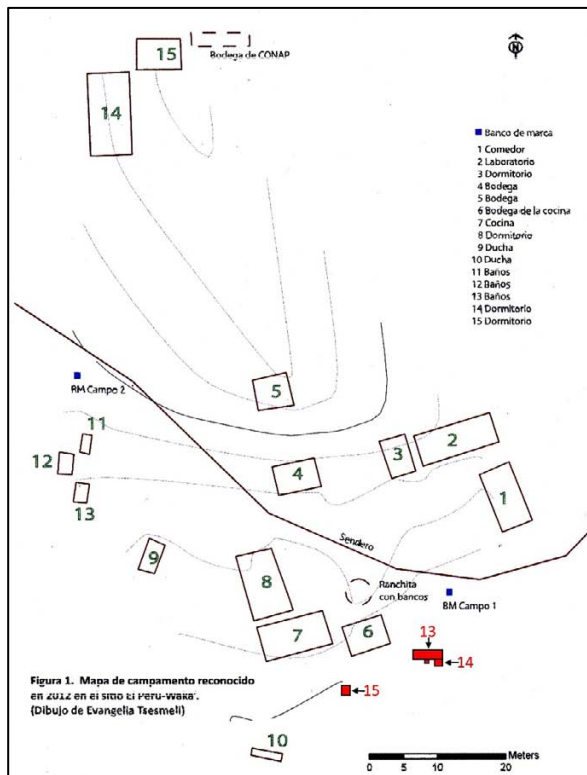 N
15
Bodega de CONAP
14
Banco de marca
1 Comedor
2 Laboratorio
3 Dormitorio
4 Bodega
5 Bodega
6 Bodega de la cocina
7 Cocina
8 Dormitorio
9 Ducha
10 Ducha
11 Baños
12 Baños
13 Baños
14 Dormitorio
15 Dormitorio
BM Campo 2
5
11
12
13
4
3
2
1
Sendero
9
8
Ranchita
con bancos
BM Campo 1
7
6
13
14
15
Figura 1. Mapa de campamento reconocido
en 2012 en el sitio El Perú-Waka'.
(Dibujo de Evangelia Tsesmeli)
10
Meters
0 5 10 20